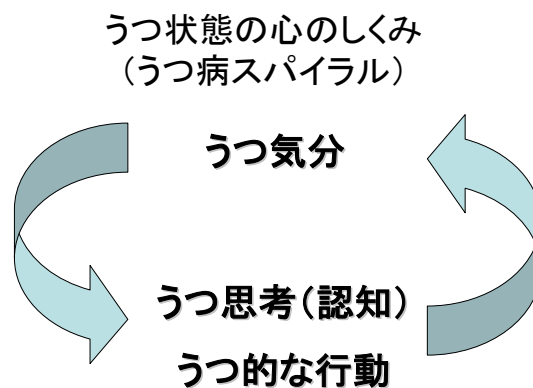 うつ状態の心のしくみ
（うつ病スパイラル）
うつ気分
うつ思考（認知）
うつ的な行動